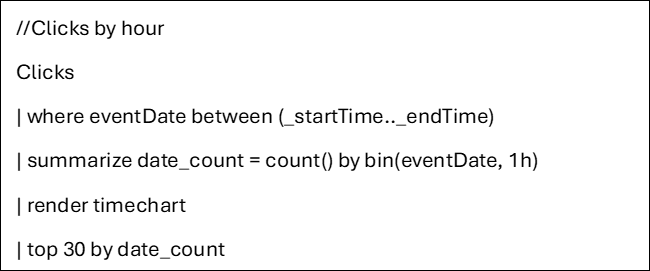 //Clicks by hour
Clicks
| where eventDate between (_startTime.._endTime)
| summarize date_count = count() by bin(eventDate, 1h)
| render timechart
| top 30 by date_count